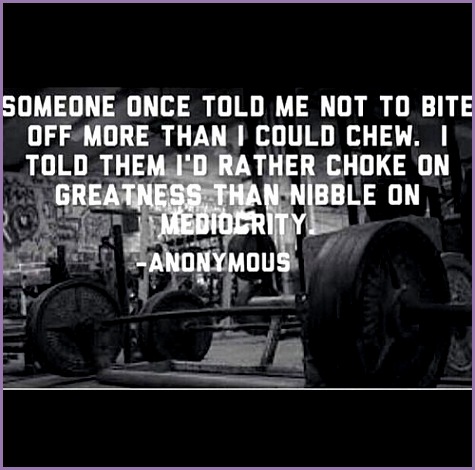 SOMEONE ONCE TOLD ME NOT TO BITE
OFF MORE THAN I COULD CHEW. I
TOLD THEM I'D RATHER CHOKE ON
GREATNESS THAN NIBBLE ON
MEDIOCRITY.
-ANONYMOUS